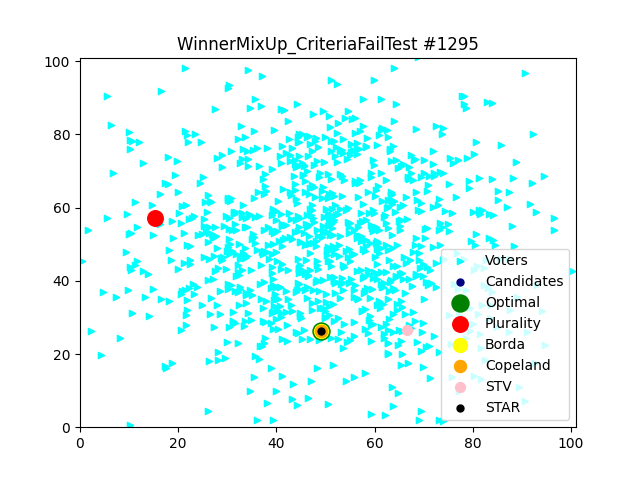 WinnerMixUp_CriteriaFailTest #1295
100
80
60
40
20
0
0
20
40
60
80
100
Voters
Candidates
Optimal
Plurality
Borda
Copeland
STV
STAR